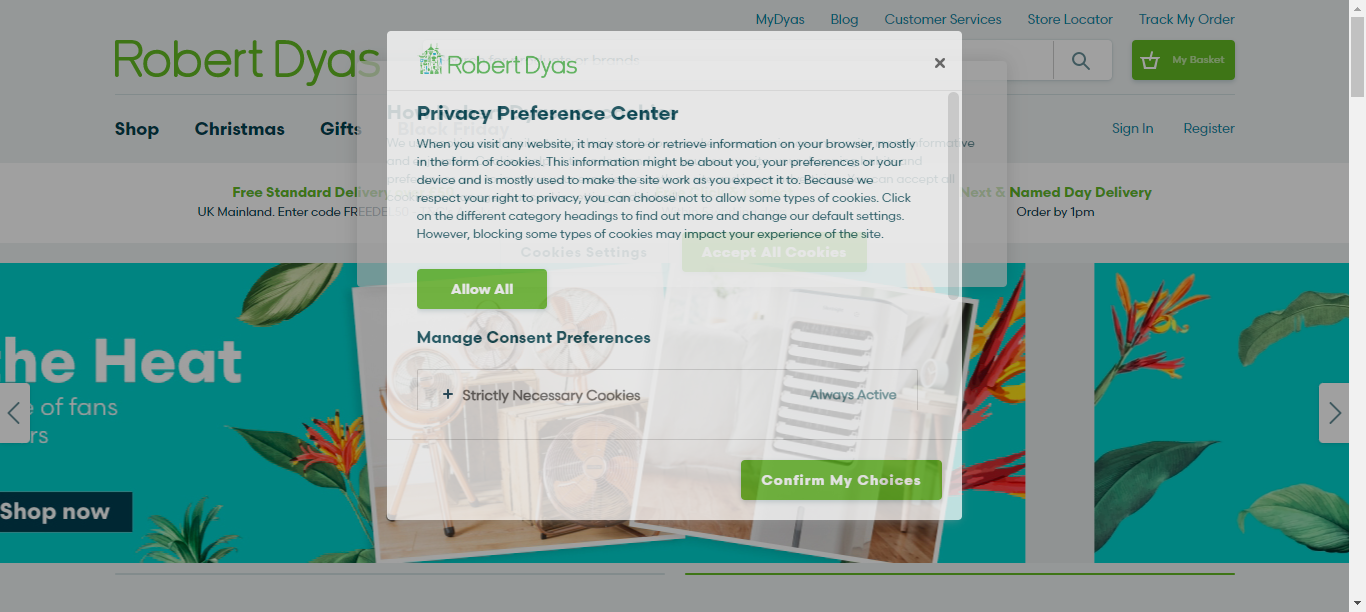 MyDyas Blog Customer Services Store Locator Track My Order
Robert Dyas
My Basket
Shop Christmas Gifts Black Friday
Sign In Register
Free Standard Delivery
UK Mainland. Enter code FREEDEL50
Next & Named Day Delivery
Order by 1pm
the Heat
of fans
Shop now
Cookies Settings
Accept All Cookies
Robert Dyas
Privacy Preference Center
When you visit any website, it may store or retrieve information on your browser, mostly
in the form of cookies. This information might be about you, your preferences or your
device and is mostly used to make the site work as you expect it to. Because we
respect your right to privacy, you can choose not to allow some types of cookies. Click
on the different category headings to find out more and change our default settings.
However, blocking some types of cookies may impact your experience of the site.
Allow All
Manage Consent Preferences
+ Strictly Necessary Cookies
Always Active
Confirm My Choices